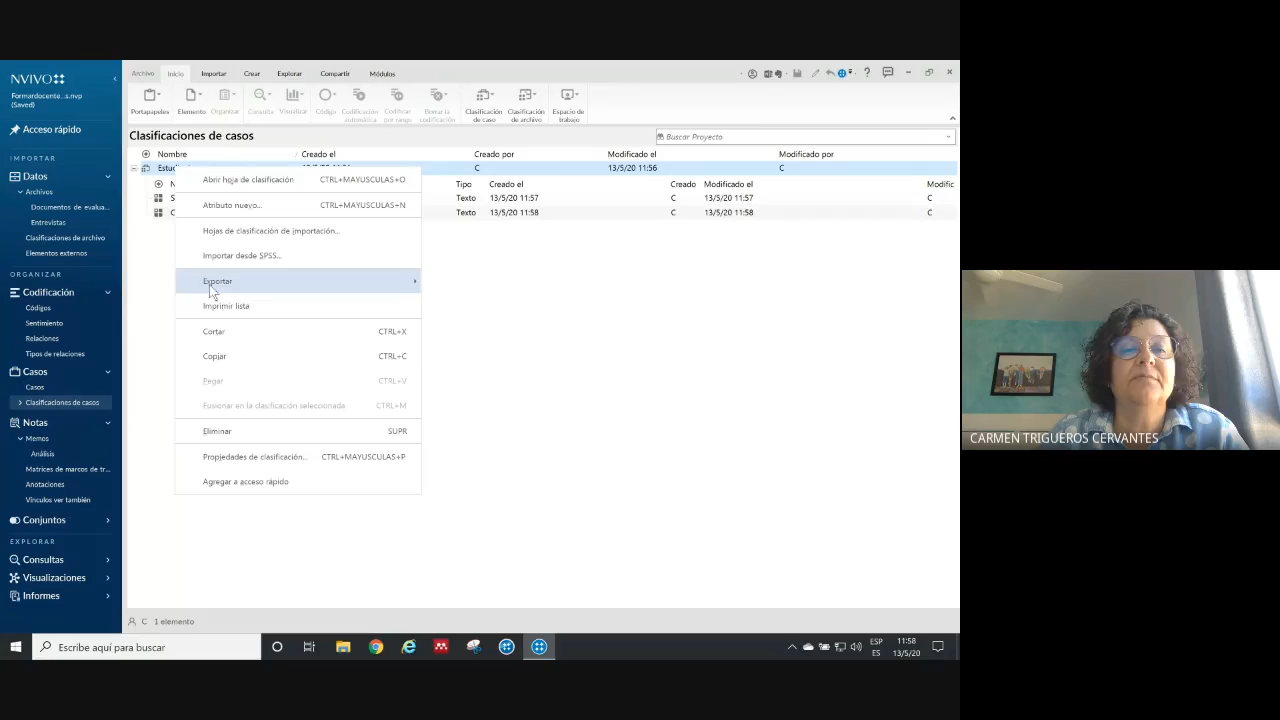 NVIVO
Formardocente...s.nvp
(Saved)
Acceso rápido
IMPORTAR
Datos
Archivos
Documentos de evalua...
Entrevistas
Clasificaciones de archivo
Elementos externos
ORGANIZAR
Codificación
Códigos
Sentimiento
Relaciones
Tipos de relaciones
Casos
Casos
Clasificaciones de casos
Notas
Memos
Análisis
Matrices de marcos de tr...
Anotaciones
Vínculos ver también
Conjuntos
EXPLORAR
Consultas
Visualizaciones
Informes
Archivo Inicio Importar Crear Explorar Compartir Módulos
Portapapeles Elemento Organizar Consulta Visualizar Código Codificación automática Codificar por rango Borrar la codificación Clasificación de caso Clasificación de archivo Espacio de trabajo
Clasificaciones de casos
Buscar Proyecto
Nombre Creado el Creado por Modificado el Modificado por
C 13/5/20 11:56 C
Tipo Creado el Creado Modificado el Modific
Texto 13/5/20 11:57 C 13/5/20 11:57 C
Texto 13/5/20 11:58 C 13/5/20 11:58 C
Abrir hoja de clasificación CTRL+MAYUSCULAS+O
Atributo nuevo... CTRL+MAYUSCULAS+N
Hojas de clasificación de importación...
Importar desde SPSS...
Exportar
Imprimir lista
Cortar CTRL+X
Copiar CTRL+C
Pegar CTRL+V
Fusionar en la clasificación seleccionada CTRL+M
Eliminar SUPR
Propiedades de clasificación... CTRL+MAYUSCULAS+P
Agregar a acceso rápido
C 1 elemento
Escribe aquí para buscar
ESP
ES
11:58
13/5/20
CARMEN TRIGUEROS CERVANTES